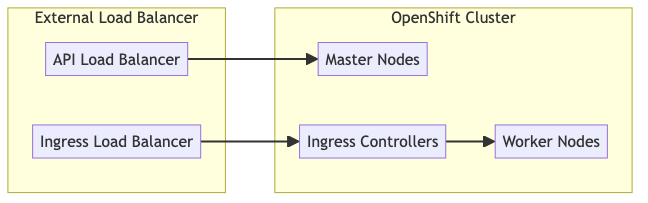 External Load Balancer
API Load Balancer
Ingress Load Balancer
OpenShift Cluster
Master Nodes
Ingress Controllers
Worker Nodes